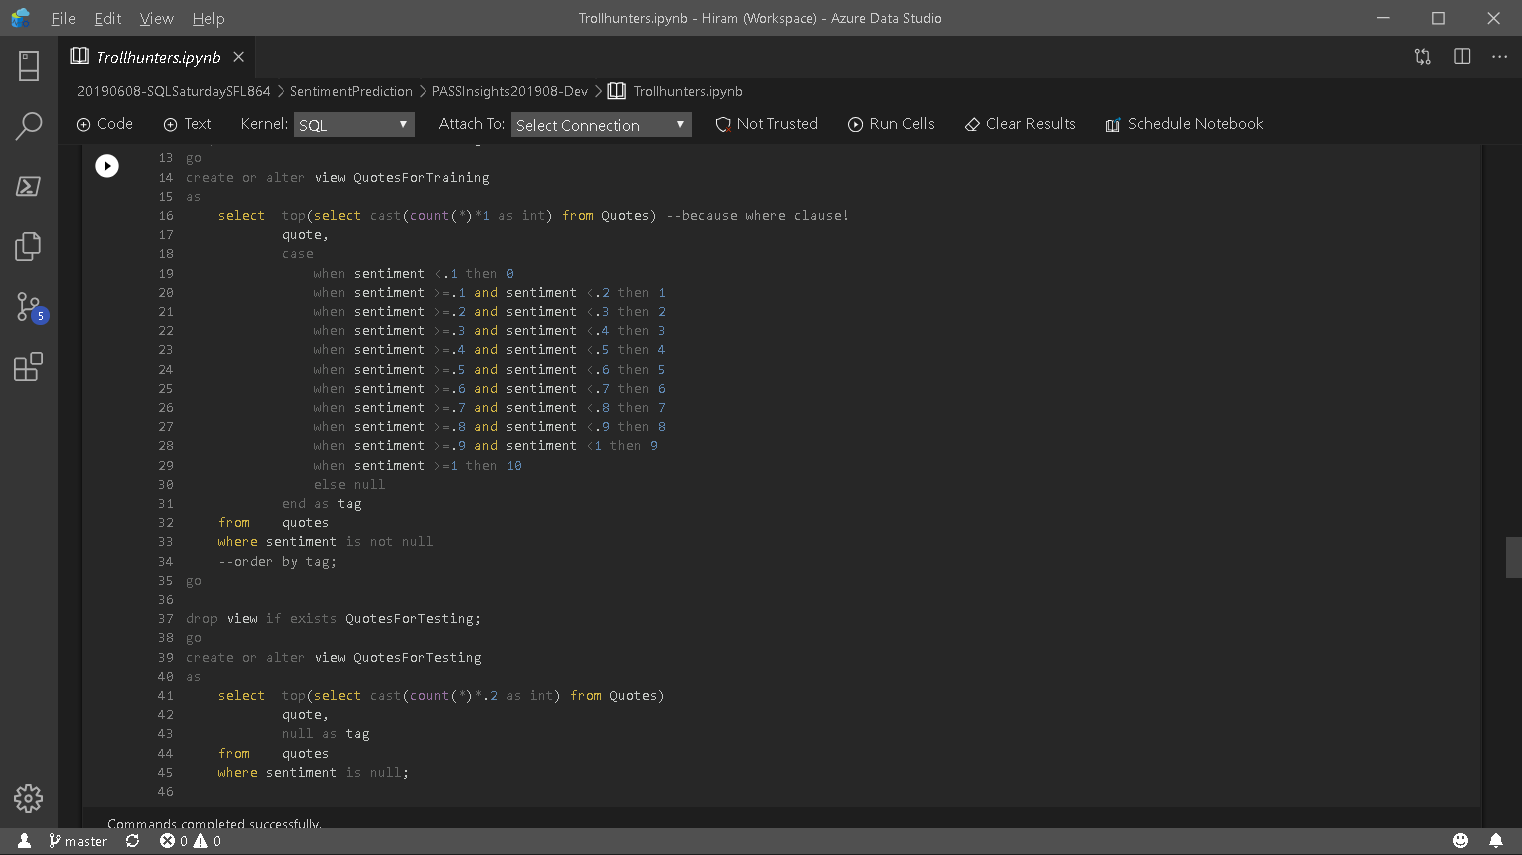 File Edit View Help
Trollhunters.ipynb - Hiram (Workspace) - Azure Data Studio
Trollhunters.ipynb
20190608-SQLSaturdaySFL864 > SentimentPrediction > PASSInsights201908-Dev > Trollhunters.ipynb
Code Text Kernel: SQL Attach To: Select Connection Not Trusted Run Cells Clear Results Schedule Notebook
13 go
14 create or alter view QuotesForTraining
15 as
16 select top(select cast(count(*)*1 as int) from Quotes) --because where clause!
17 quote,
18 case
19 when sentiment <.1 then 0
20 when sentiment >=.1 and sentiment <.2 then 1
21 when sentiment >=.2 and sentiment <.3 then 2
22 when sentiment >=.3 and sentiment <.4 then 3
23 when sentiment >=.4 and sentiment <.5 then 4
24 when sentiment >=.5 and sentiment <.6 then 5
25 when sentiment >=.6 and sentiment <.7 then 6
26 when sentiment >=.7 and sentiment <.8 then 7
27 when sentiment >=.8 and sentiment <.9 then 8
28 when sentiment >=.9 and sentiment <1 then 9
29 when sentiment >=1 then 10
30 else null
31 end as tag
32 from quotes
33 where sentiment is not null
34 --order by tag;
35 go
36
37 drop view if exists QuotesForTesting;
38 go
39 create or alter view QuotesForTesting
40 as
41 select top(select cast(count(*)*.2 as int) from Quotes)
42 quote,
43 null as tag
44 from quotes
45 where sentiment is null;
46
Commands completed successfully.
5
master 0 0